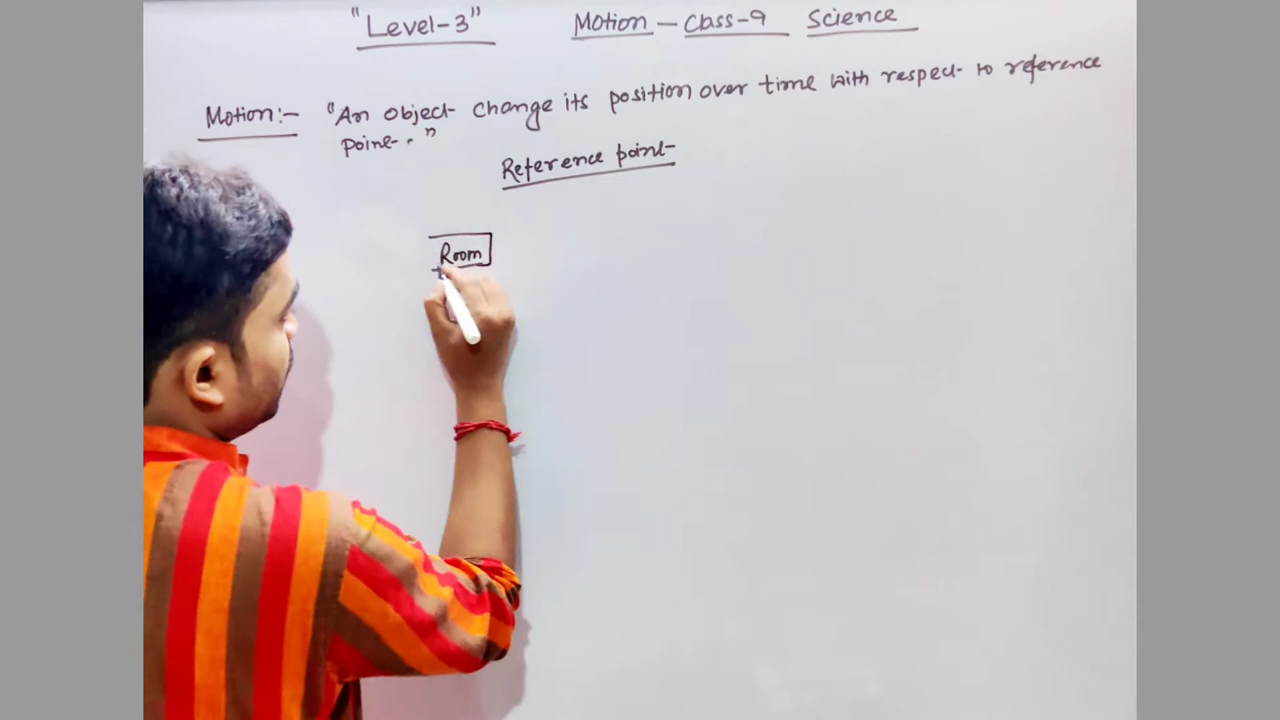 "Level-3" Motion - Class-9 Science
Motion:- "An object change its position over time with respect to reference
point."
Reference point
Room